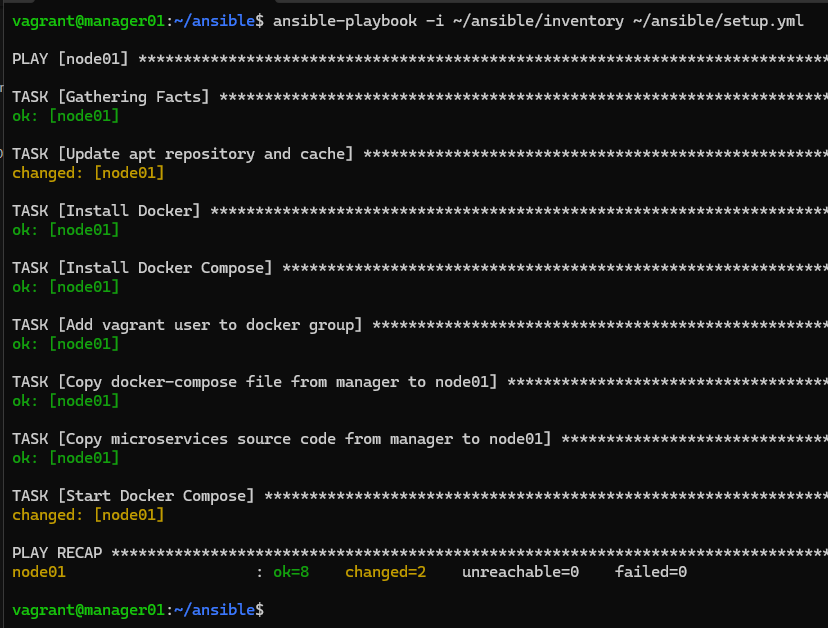 vagrant@manager01:~/ansible$ ansible-playbook -i ~/ansible/inventory ~/ansible/setup.yml
PLAY [node01] *****************************************************************************
TASK [Gathering Facts] ********************************************************************
ok: [node01]
TASK [Update apt repository and cache] ****************************************************
changed: [node01]
TASK [Install Docker] *********************************************************************
ok: [node01]
TASK [Install Docker Compose] *************************************************************
ok: [node01]
TASK [Add vagrant user to docker group] ***************************************************
ok: [node01]
TASK [Copy docker-compose file from manager to node01] ************************************
ok: [node01]
TASK [Copy microservices source code from manager to node01] ******************************
ok: [node01]
TASK [Start Docker Compose] ***************************************************************
changed: [node01]
PLAY RECAP ********************************************************************************
node01                     : ok=8    changed=2    unreachable=0    failed=0
vagrant@manager01:~/ansible$